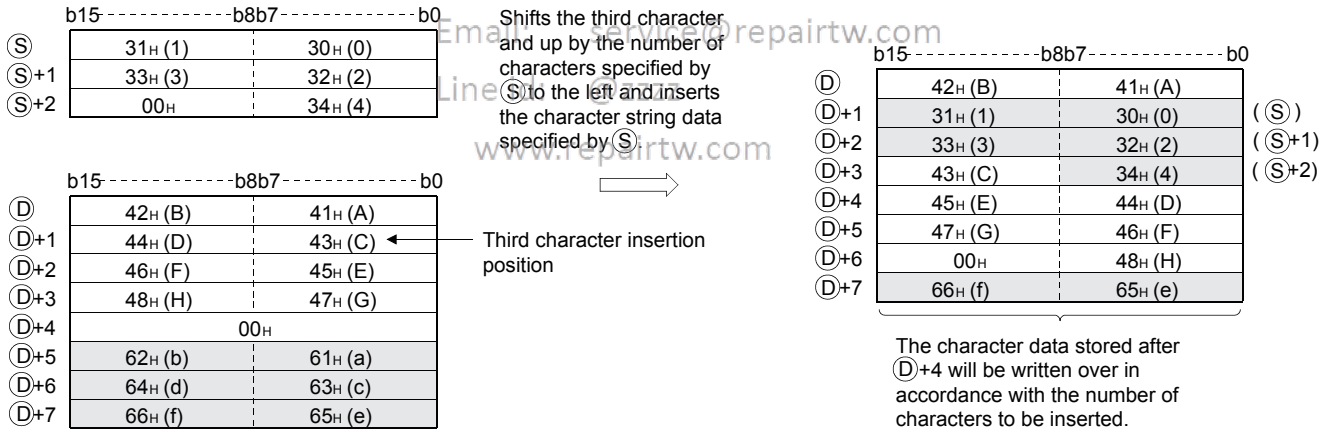 b15 b8b7 b0
Ⓢ 31H (1) 30H (0)
Ⓢ+1 33H (3) 32H (2)
Ⓢ+2 00H 34H (4)
Shifts the third character
and up by the number of
characters specified by
Ⓢ to the left and inserts
the character string data
specified by Ⓢ.
Email: service@repairtw.com
Line id: @zzzz
www.repairtw.com
b15 b8b7 b0
Ⓓ 42H (B) 41H (A)
Ⓓ+1 44H (D) 43H (C)
Ⓓ+2 46H (F) 45H (E)
Ⓓ+3 48H (H) 47H (G)
Ⓓ+4 00H
Ⓓ+5 62H (b) 61H (a)
Ⓓ+6 64H (d) 63H (c)
Ⓓ+7 66H (f) 65H (e)
Third character insertion
position
b15 b8b7 b0
Ⓓ 42H (B) 41H (A)
Ⓓ+1 31H (1) 30H (0) (Ⓢ)
Ⓓ+2 33H (3) 32H (2) (Ⓢ+1)
Ⓓ+3 43H (C) 34H (4) (Ⓢ+2)
Ⓓ+4 45H (E) 44H (D)
Ⓓ+5 47H (G) 46H (F)
Ⓓ+6 00H 48H (H)
Ⓓ+7 66H (f) 65H (e)
The character data stored after
Ⓓ+4 will be written over in
accordance with the number of
characters to be inserted.